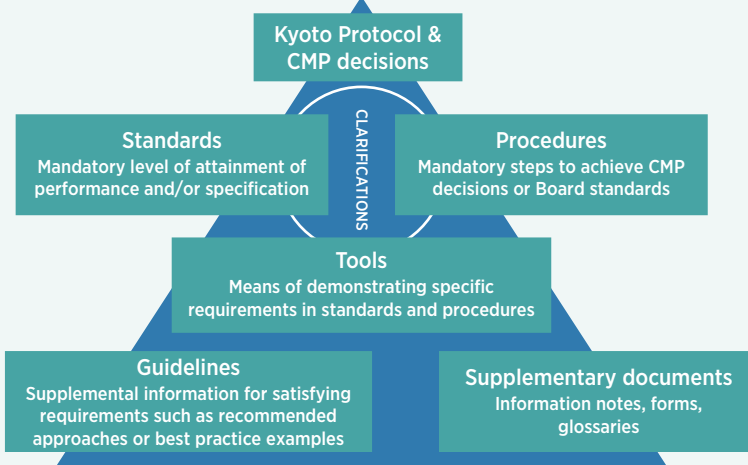 Kyoto Protocol &
CMP decisions
Standards
Mandatory level of attainment of
performance and/or specification
CLARIFICATIONS
Procedures
Mandatory steps to achieve CMP
decisions or Board standards
Tools
Means of demonstrating specific
requirements in standards and procedures
Guidelines
Supplemental information for satisfying
requirements such as recommended
approaches or best practice examples
Supplementary documents
Information notes, forms,
glossaries